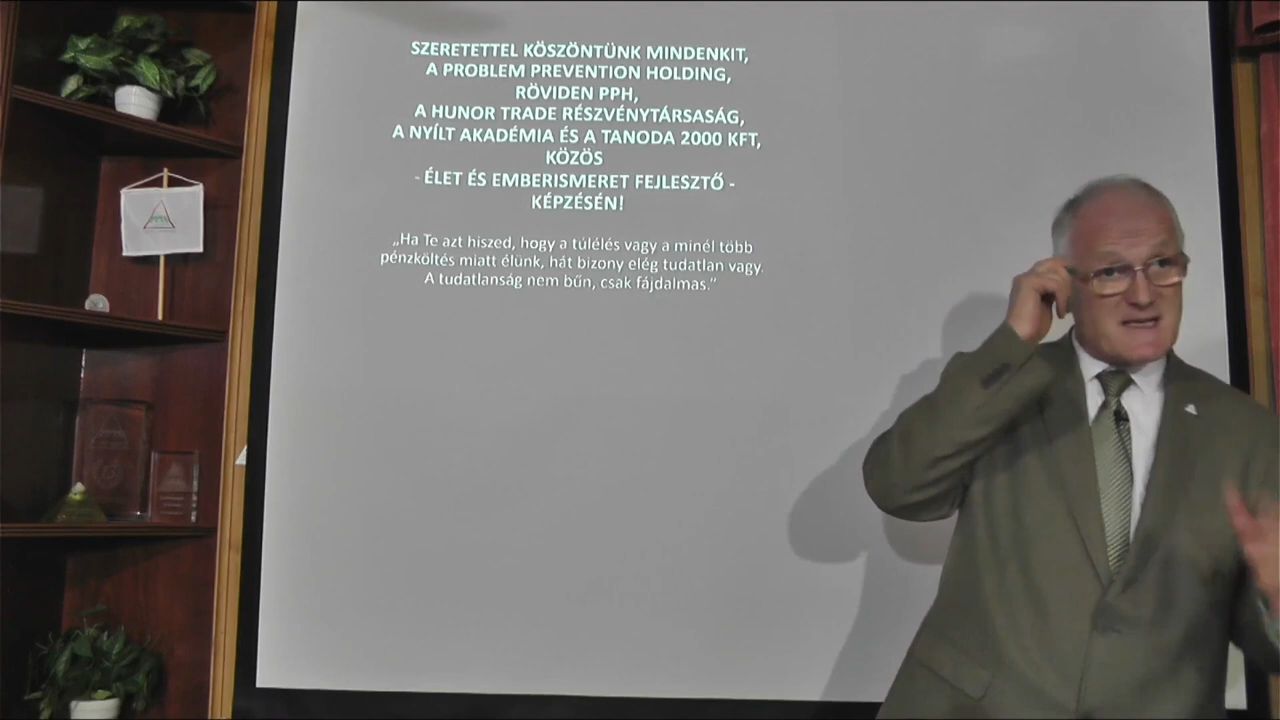 SZERETETTEL KÖSZÖNTÜNK MINDENKIT,
A PROBLEM PREVENTION HOLDING,
RÖVIDEN PPH,
A HUNOR TRADE RÉSZVÉNYTÁRSASÁG,
A NYÍLT AKADÉMIA ÉS A TANODA 2000 KFT,
KÖZÖS
- ÉLET ÉS EMBERISMERET FEJLESZTŐ -
KÉPZÉSÉN!
„Ha Te azt hiszed, hogy a túlélés vagy a minél több
pénzköltés miatt élünk, hát bizony elég tudatlan vagy.
A tudatlanság nem bűn, csak fájdalmas.”